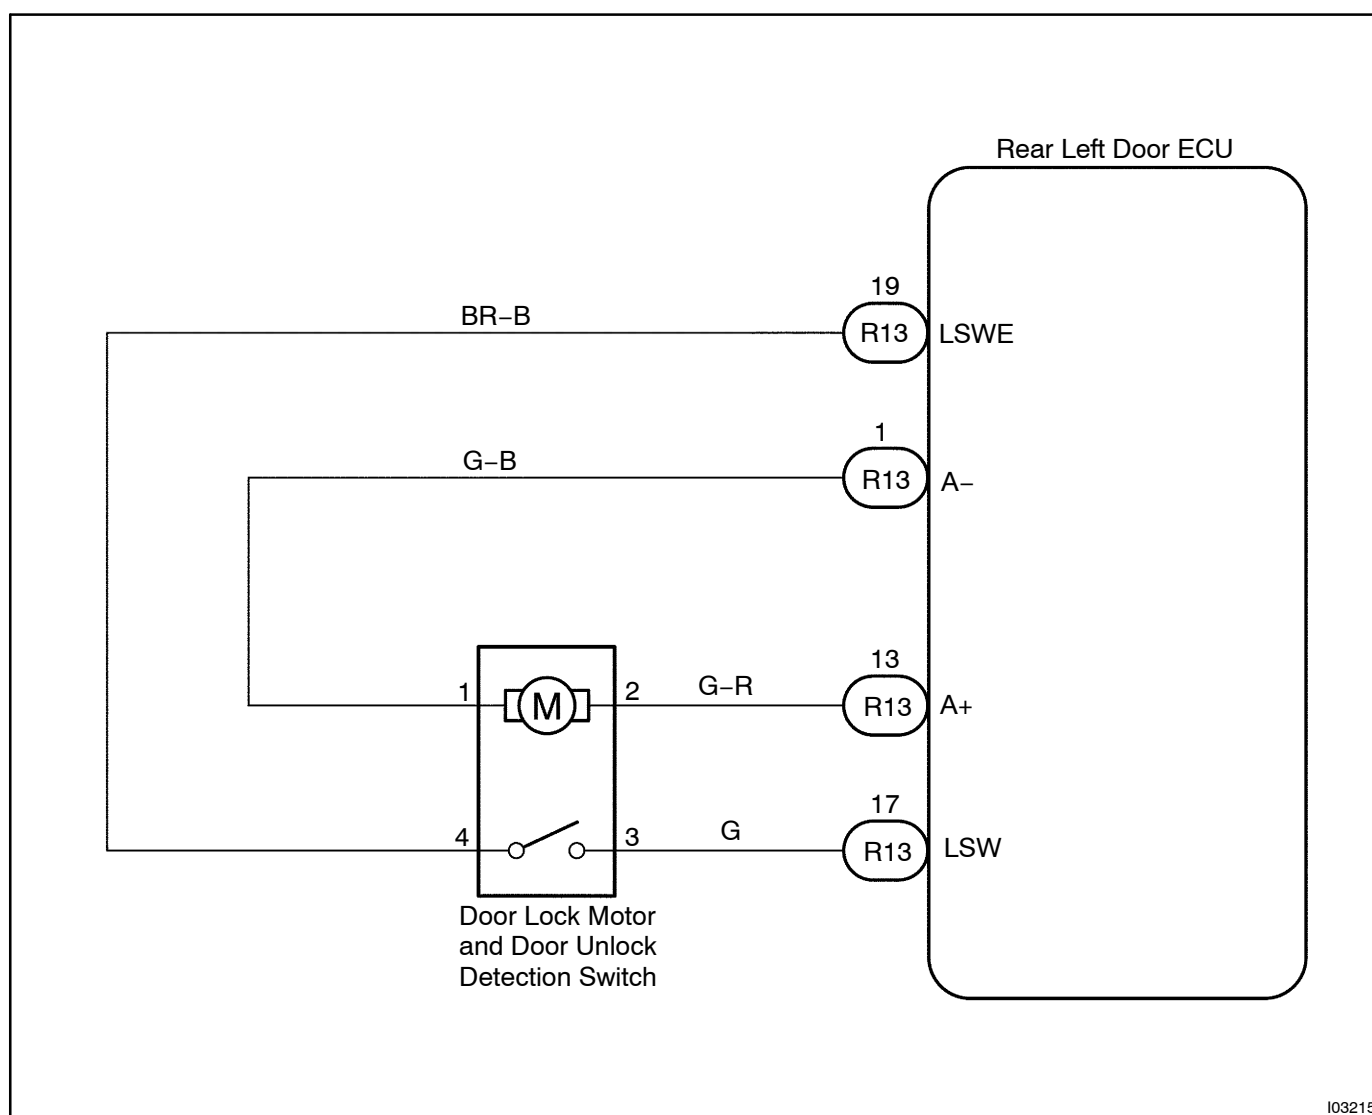 Rear Left Door ECU
19
BR−B
R13
LSWE
1
G−B
R13
A−
13
1
M
2
G−R
R13
A+
17
4
3
G
R13
LSW
Door Lock Motor
and Door Unlock
Detection Switch
I03215